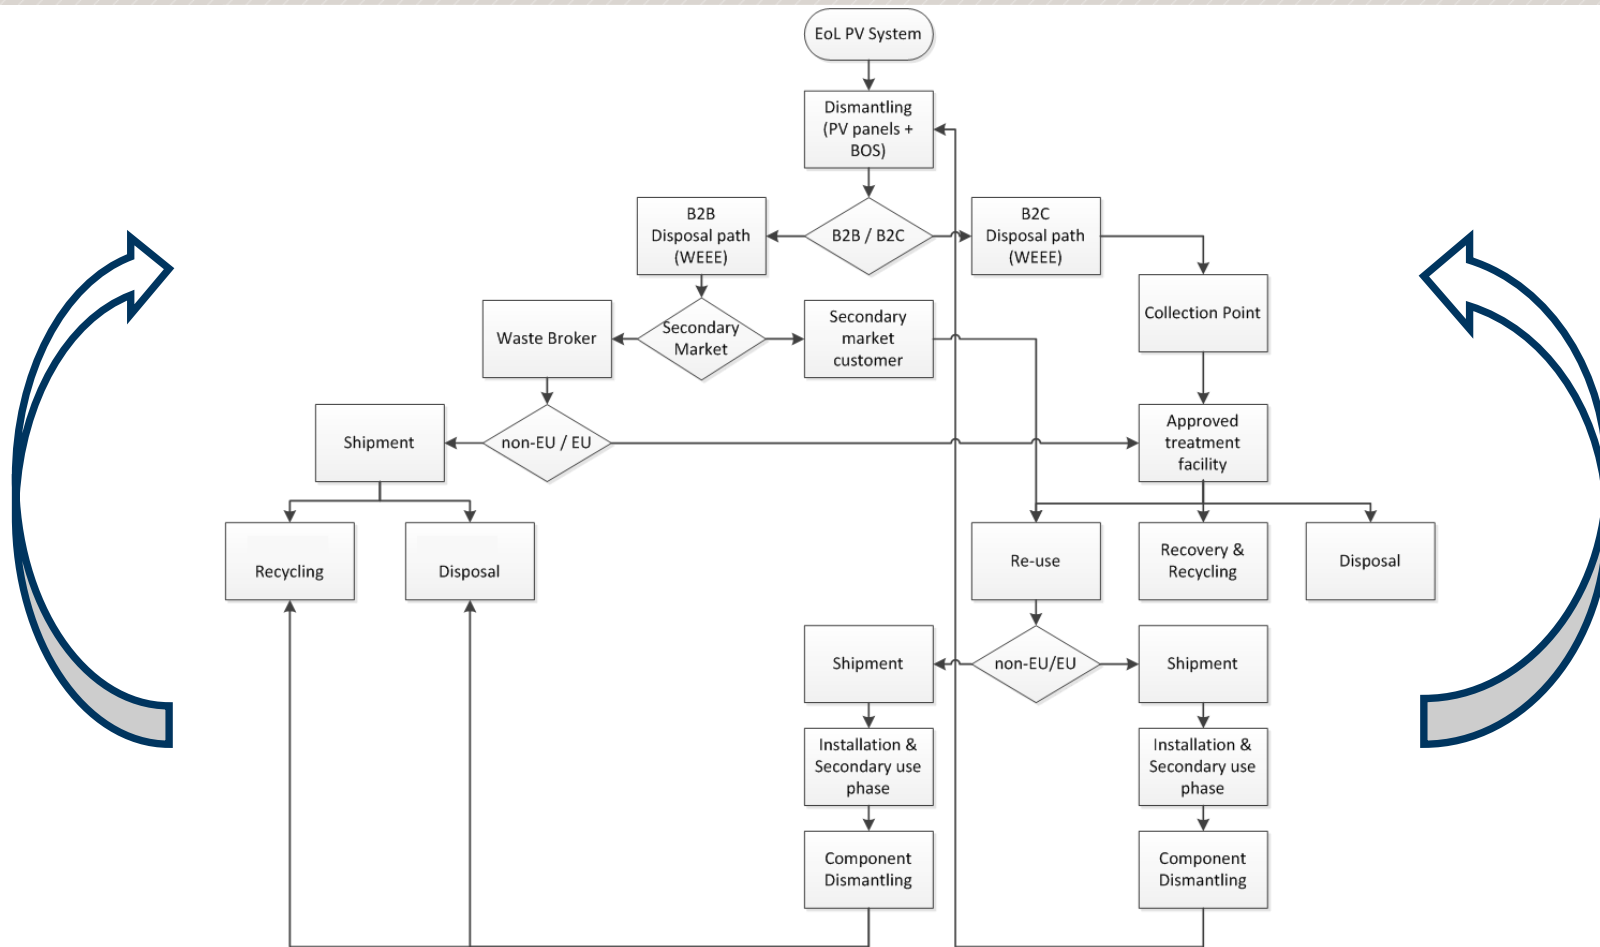 EoL PV System
Dismantling
(PV panels +
BOS)
B2B
Disposal path
(WEEE)
B2B / B2C
B2C
Disposal path
(WEEE)
Collection Point
Waste Broker
Secondary
Market
Secondary
market
customer
Shipment
non-EU / EU
Approved
treatment
facility
Recycling
Disposal
Re-use
Recovery &
Recycling
Disposal
Shipment
non-EU/EU
Shipment
Installation &
Secondary use
phase
Installation &
Secondary use
phase
Component
Dismantling
Component
Dismantling